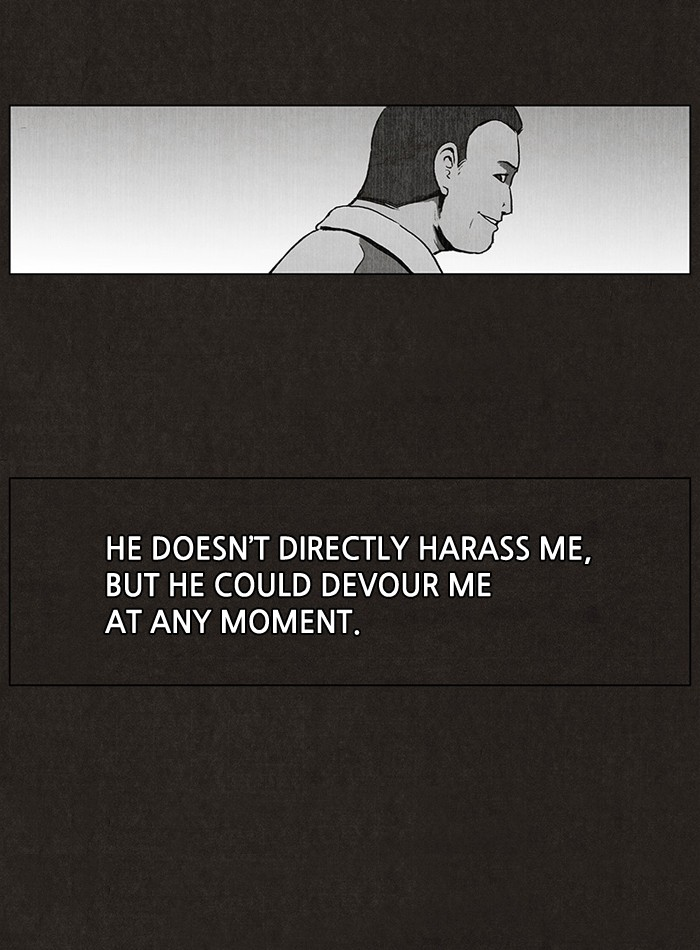 HE DOESN'T DIRECTLY HARASS ME,
BUT HE COULD DEVOUR ME
AT ANY MOMENT.